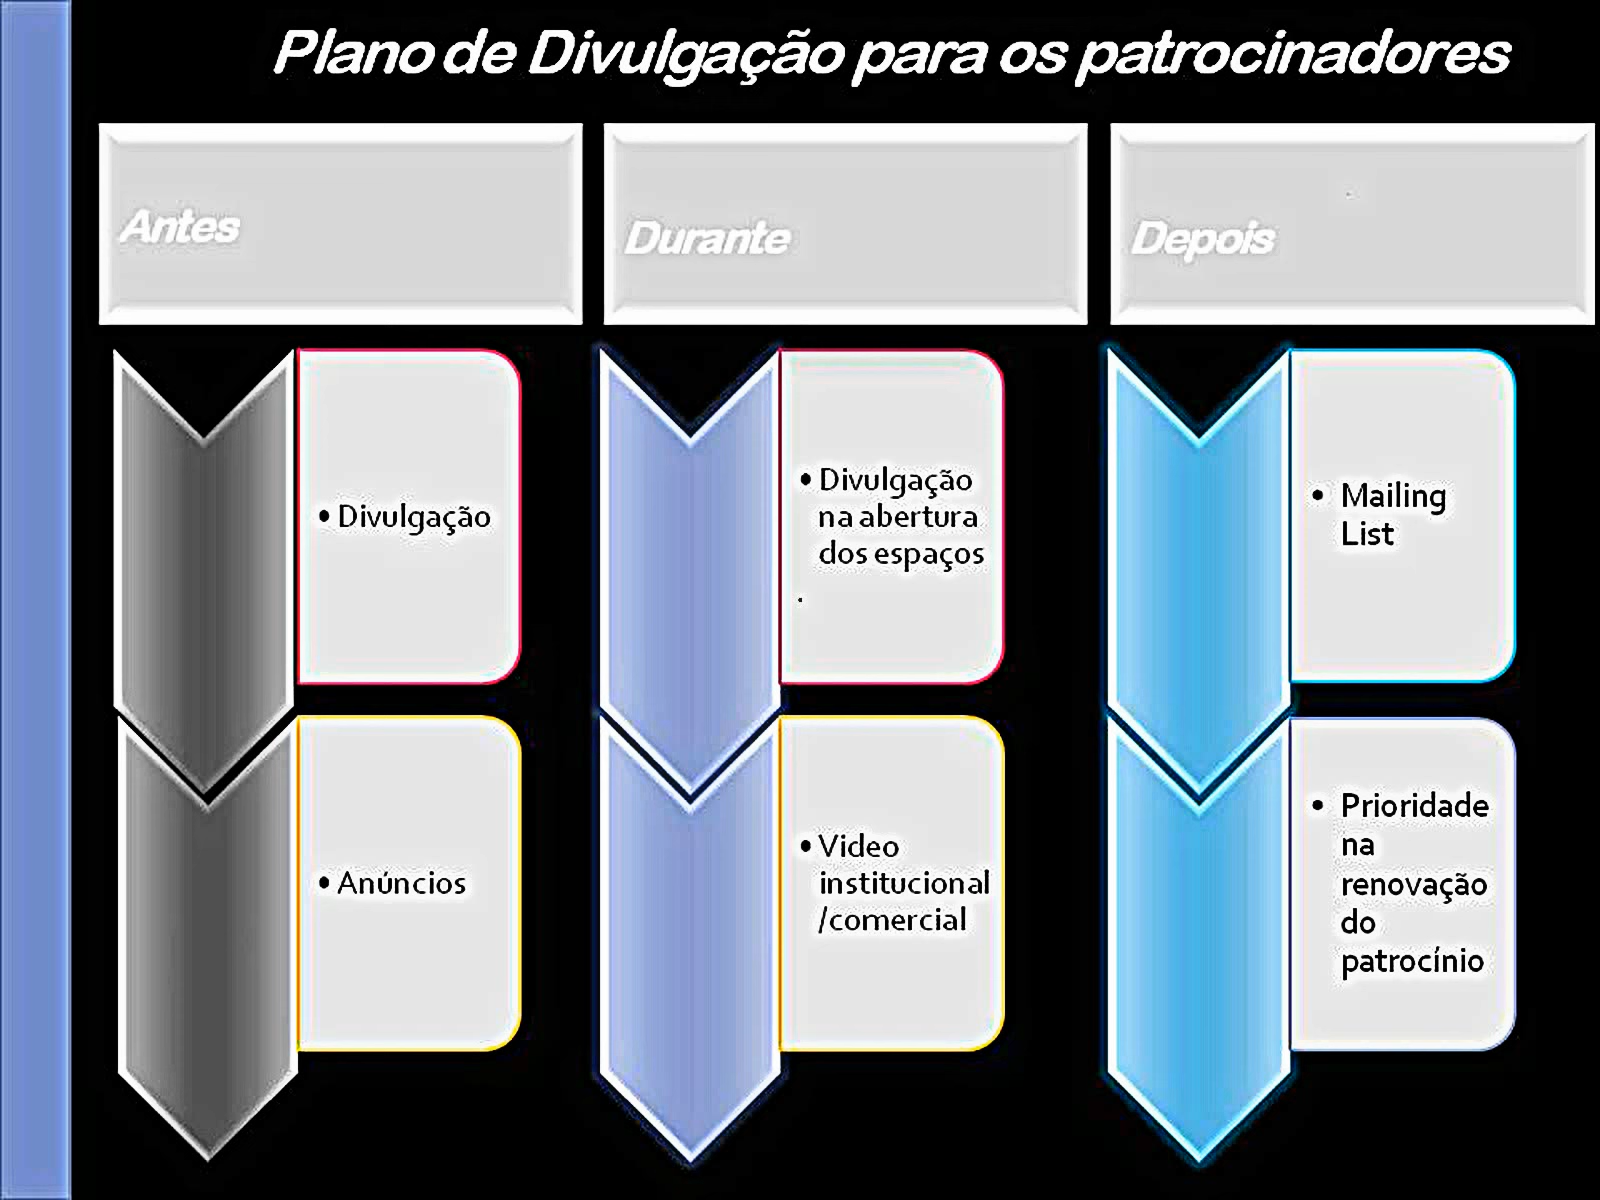 Plano de Divulgação para os patrocinadores
Antes
Durante
Depois
• Divulgação
• Divulgação
na abertura
dos espaços
.
• Mailing
List
• Anúncios
• Video
institucional
/comercial
• Prioridade
na
renovação
do
patrocínio